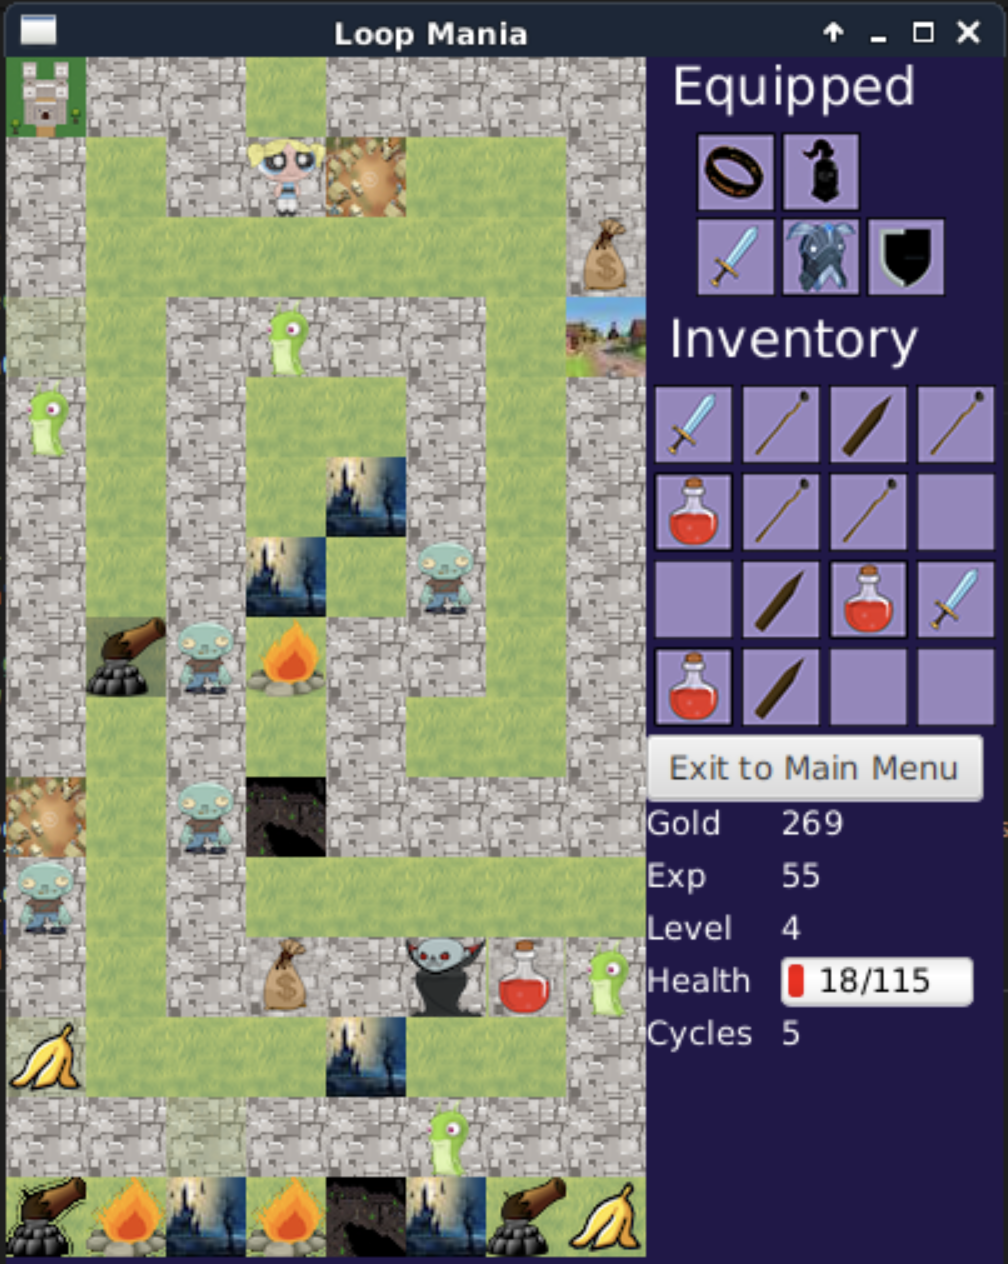 Loop Mania
Equipped
$
Inventory
Exit to Main Menu
Gold 269
Exp 55
Level 4
$
Health 18/115
Cycles 5